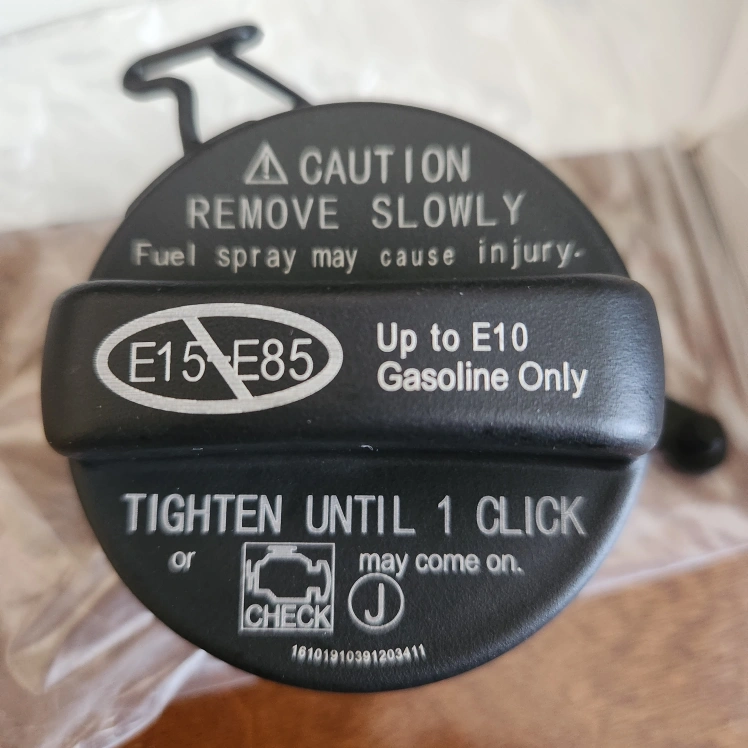 ⚠ CAUTION
REMOVE SLOWLY
Fuel spray may cause injury.
E15-E85
Up to E10
Gasoline Only
TIGHTEN UNTIL 1 CLICK
or CHECK may come on.
J
16101910391203411